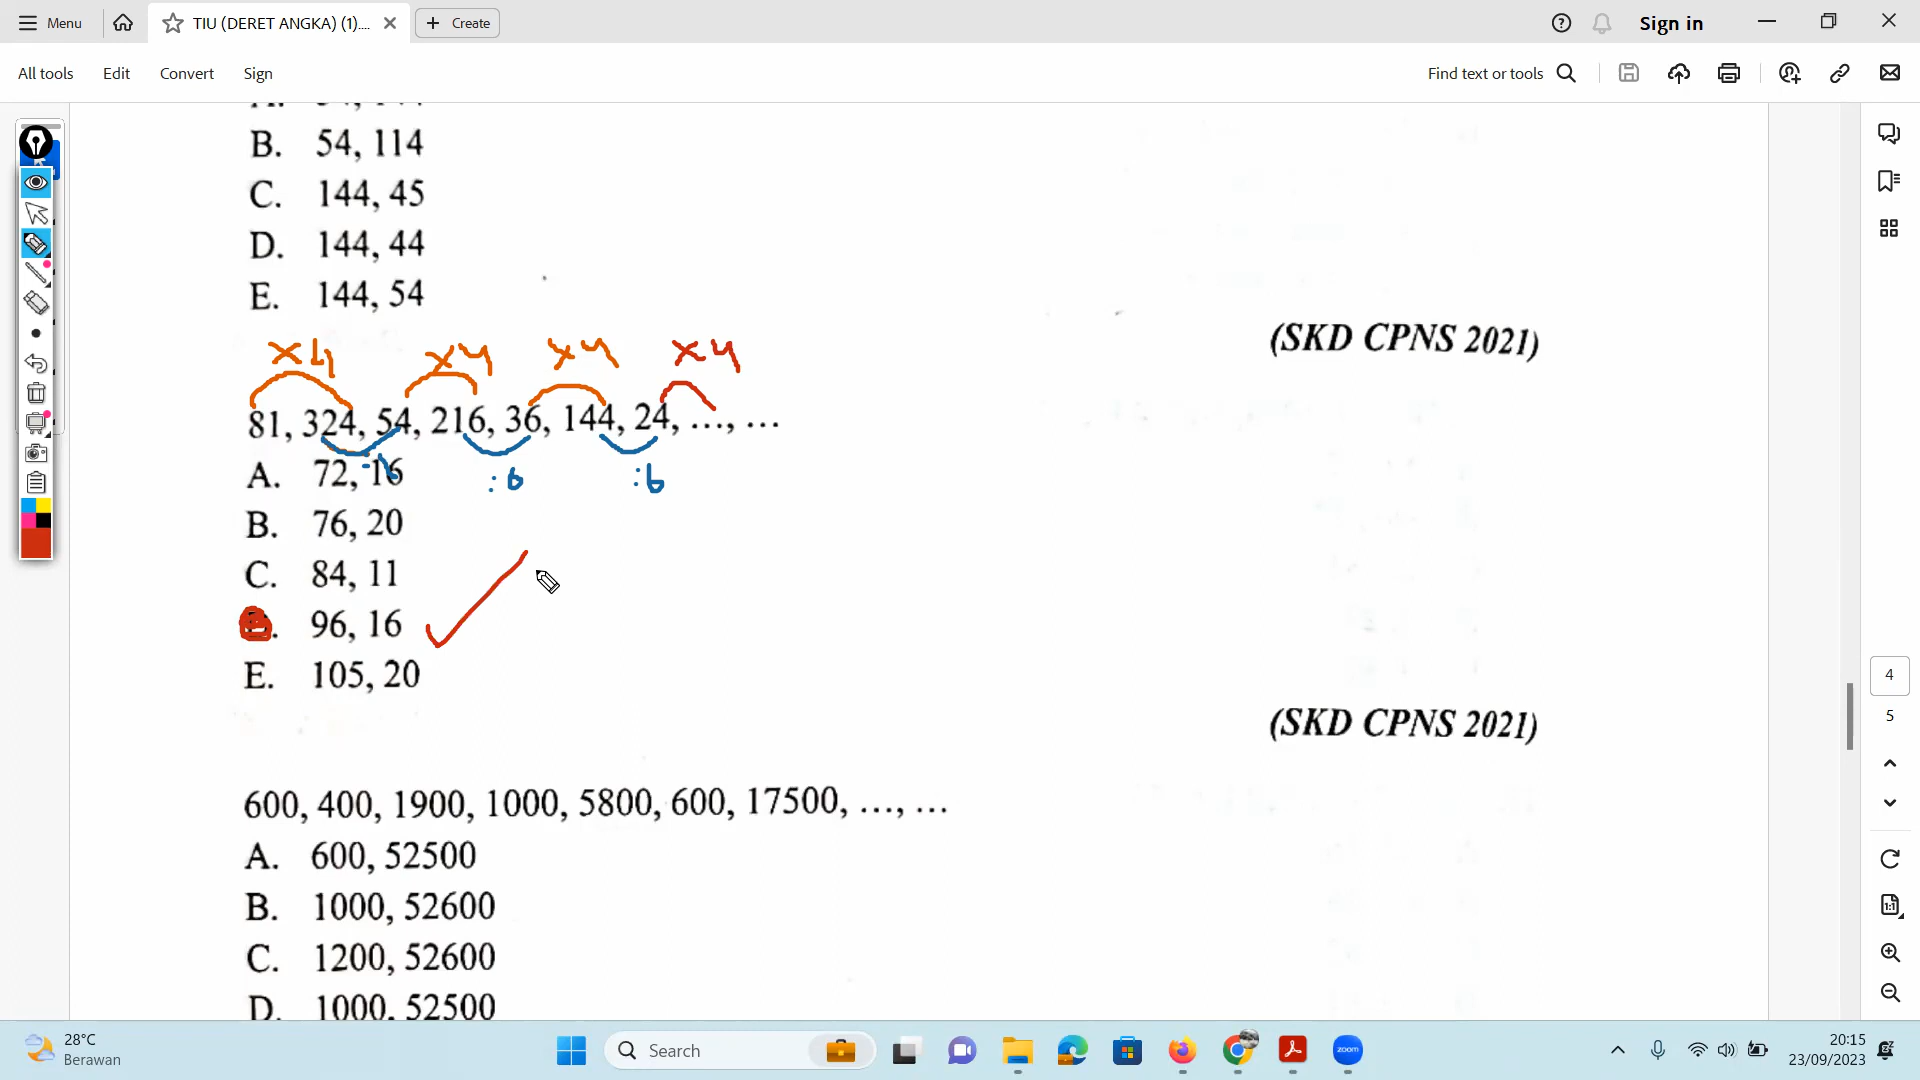 Menu
TIU (DERET ANGKA) (1)....
Create
Sign in
All tools
Edit
Convert
Sign
Find text or tools
B. 54, 114
C. 144, 45
D. 144, 44
E. 144, 54
(SKD CPNS 2021)
x4 x4 x4 x4
81, 324, 54, 216, 36, 144, 24, ..., ...
A. 72, 16
:6 :6
B. 76, 20
C. 84, 11
96, 16
E. 105, 20
(SKD CPNS 2021)
600, 400, 1900, 1000, 5800, 600, 17500, ..., ...
A. 600, 52500
B. 1000, 52600
C. 1200, 52600
D. 1000, 52500
4
5
1:1
28°C
Berawan
Search
zoom
20:15
23/09/2023